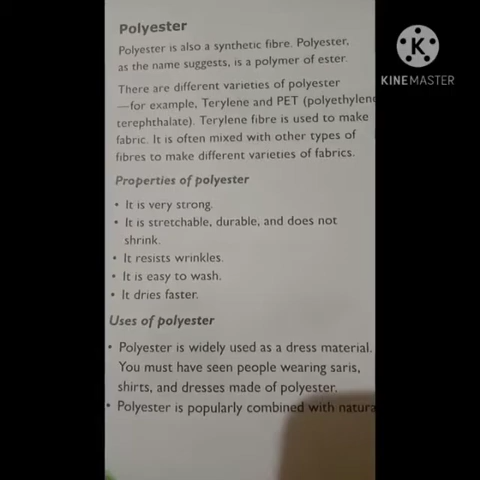 Polyester
Polyester is also a synthetic fibre. Polyester,
as the name suggests, is a polymer of ester.
There are different varieties of polyester
—for example, Terylene and PET (polyethylene
terephthalate). Terylene fibre is used to make
fabric. It is often mixed with other types of
fibres to make different varieties of fabrics.
Properties of polyester
• It is very strong.
• It is stretchable, durable, and does not
shrink.
• It resists wrinkles.
• It is easy to wash.
• It dries faster.
Uses of polyester
• Polyester is widely used as a dress material.
You must have seen people wearing saris,
shirts, and dresses made of polyester.
• Polyester is popularly combined with natura
K
KINEMASTER